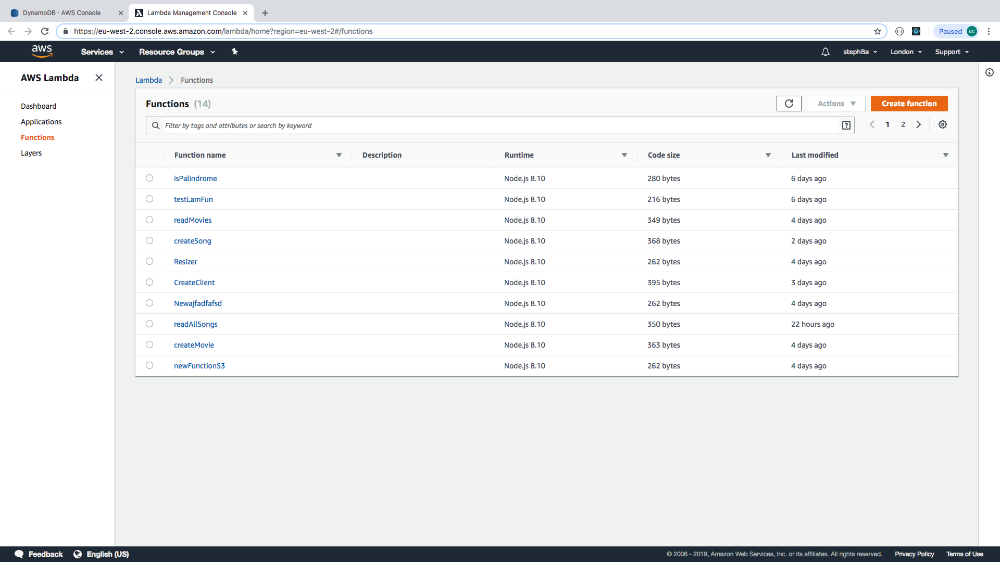 DynamoDB · AWS Console
Lambda Management Console
https://eu-west-2.console.aws.amazon.com/lambda/home?region=eu-west-2#/functions
Paused ac
aws Services Resource Groups stephBa London Support
AWS Lambda
Dashboard
Applications
Functions
Layers
Lambda Functions
Functions (14) Actions Create function
Filter by tags and attributes or search by keyword ? 1 2
Function name Description Runtime Code size Last modified
isPalindrome Node.js 8.10 280 bytes 6 days ago
testLamFun Node.js 8.10 216 bytes 6 days ago
readMovies Node.js 8.10 349 bytes 4 days ago
createSong Node.js 8.10 368 bytes 2 days ago
Resizer Node.js 8.10 262 bytes 4 days ago
CreateClient Node.js 8.10 395 bytes 3 days ago
Newajfadfafsd Node.js 8.10 262 bytes 4 days ago
readAllSongs Node.js 8.10 350 bytes 22 hours ago
createMovie Node.js 8.10 363 bytes 4 days ago
newFunctionS3 Node.js 8.10 262 bytes 4 days ago
Feedback English (US) © 2008 - 2019, Amazon Web Services, Inc. or its affiliates. All rights reserved. Privacy Policy Terms of Use